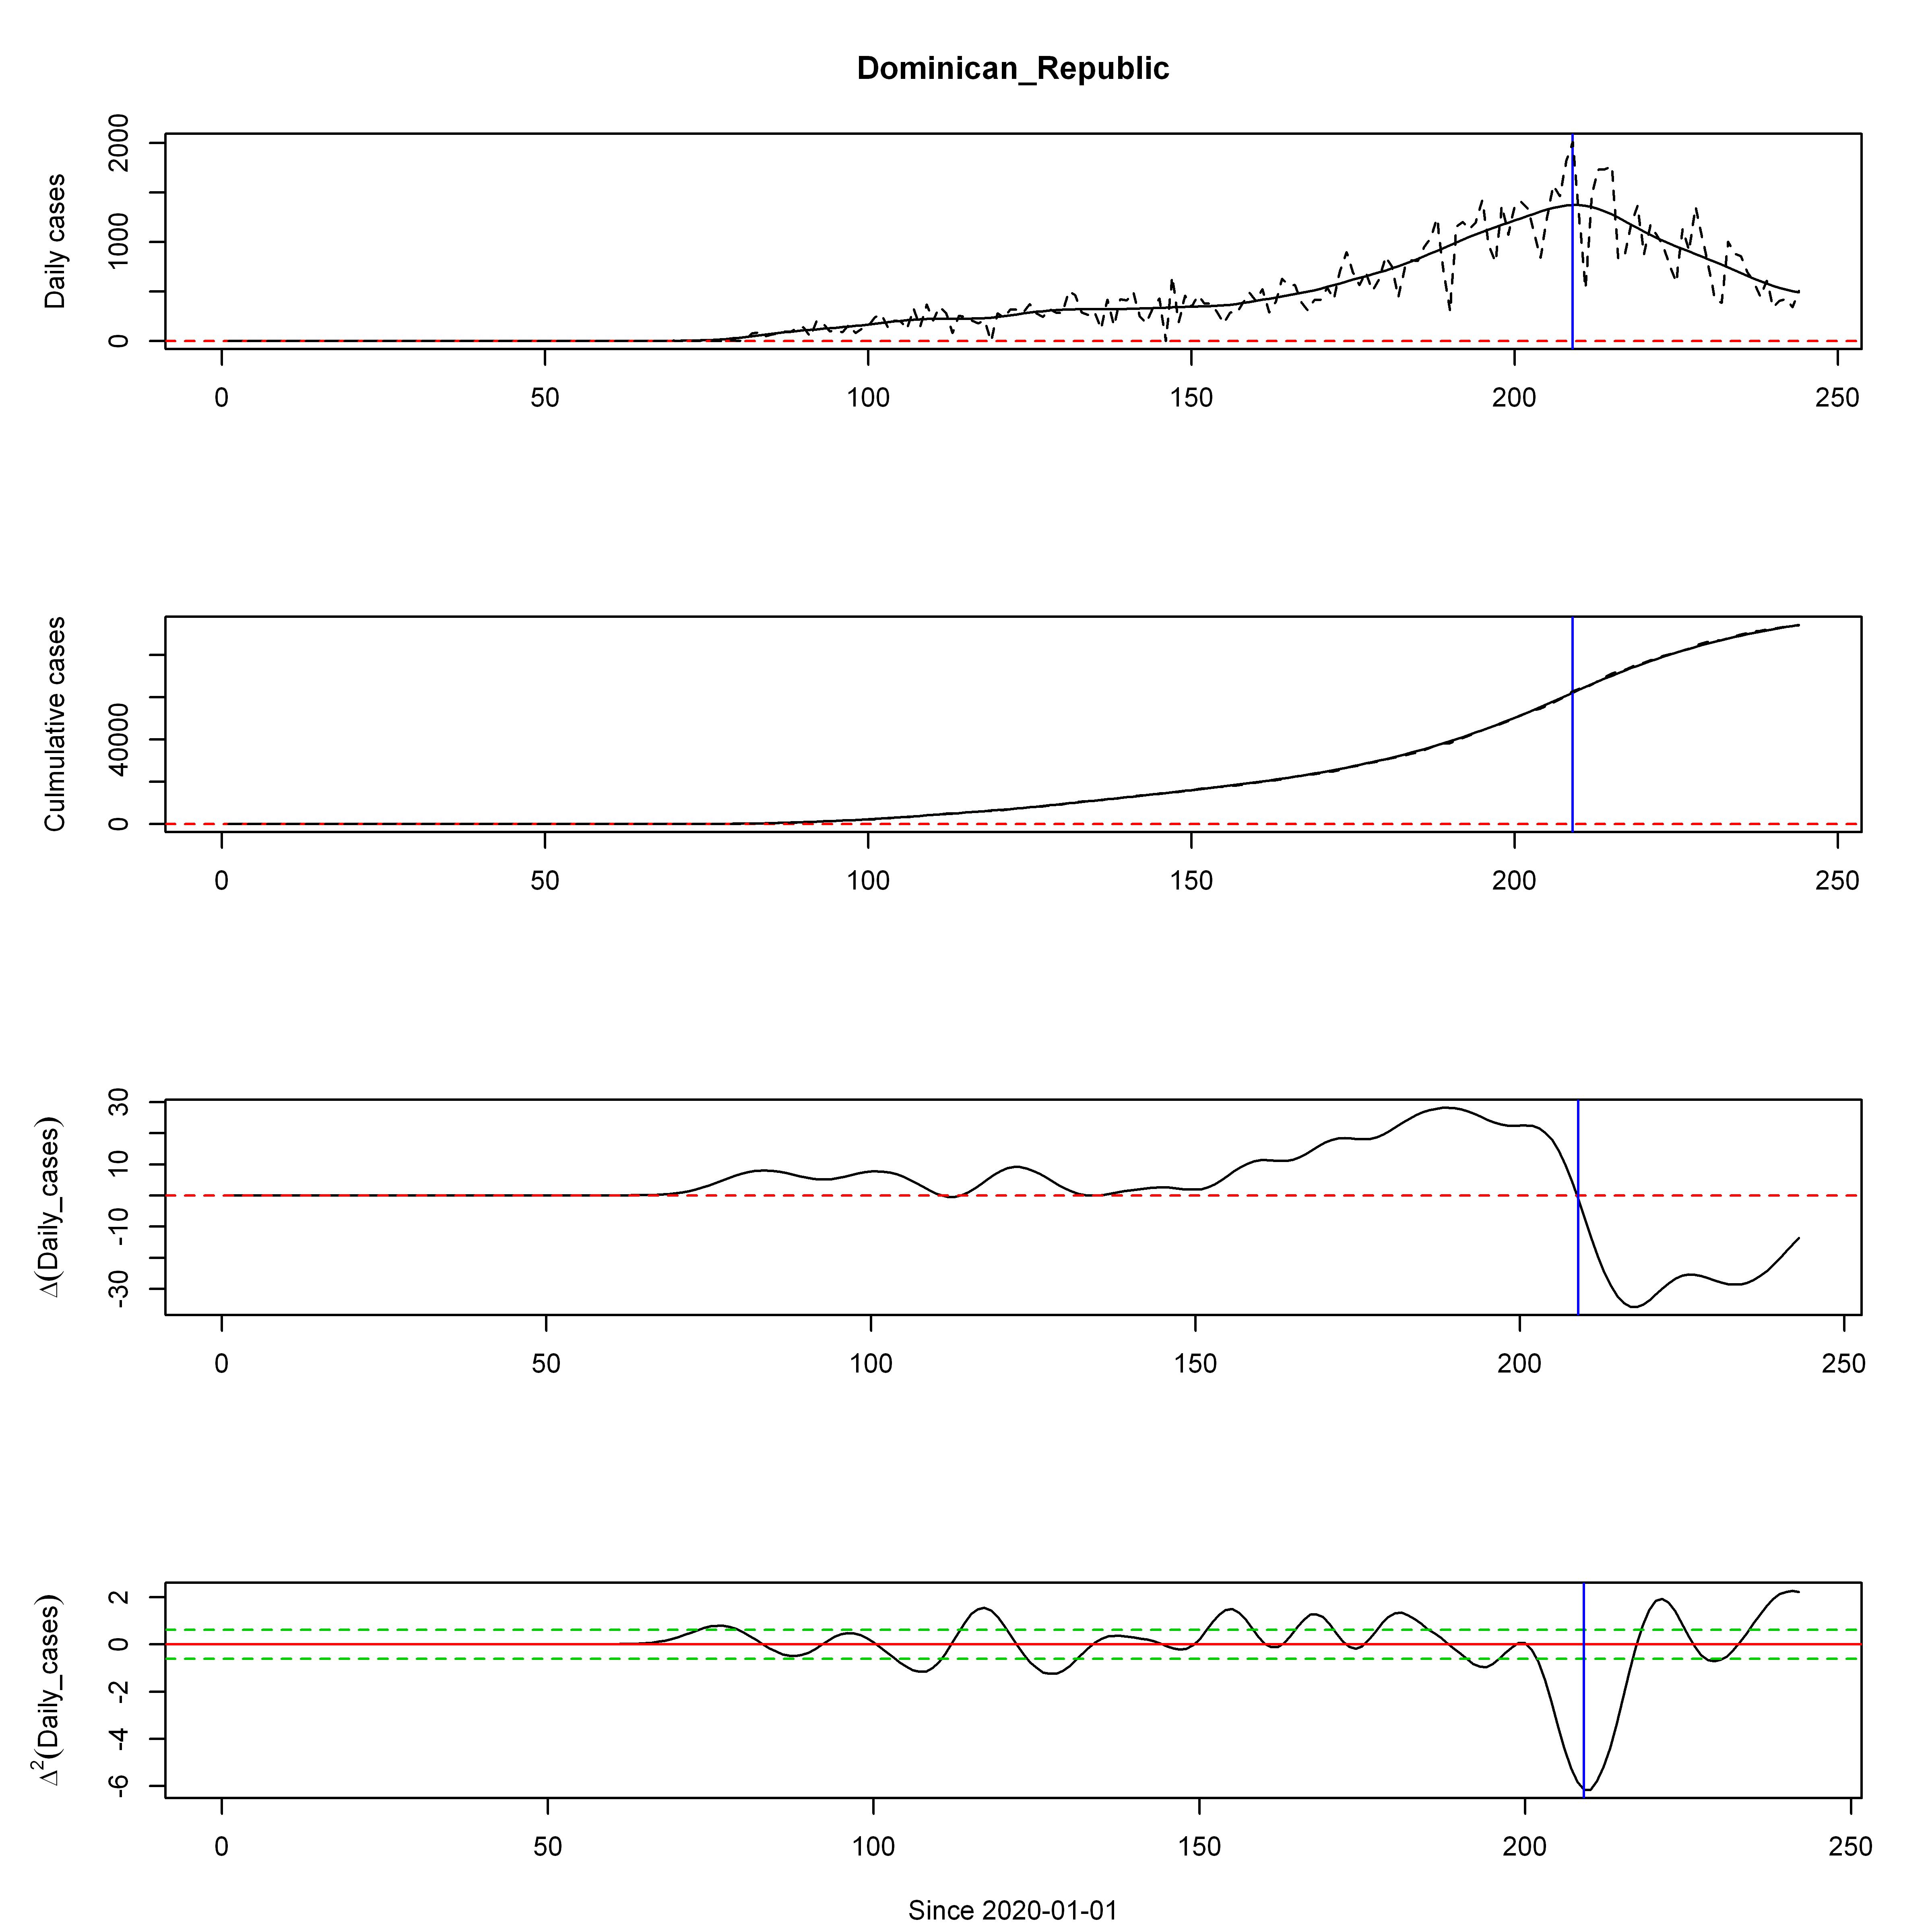 Dominican_Republic
Daily cases
0
1000
2000
0 50 100 150 200 250
Culmulative cases
0
40000
0 50 100 150 200 250
Δ(Daily_cases)
-30
-10
10
30
0 50 100 150 200 250
Δ²(Daily_cases)
-6
-4
-2
0
2
0 50 100 150 200 250
Since 2020-01-01